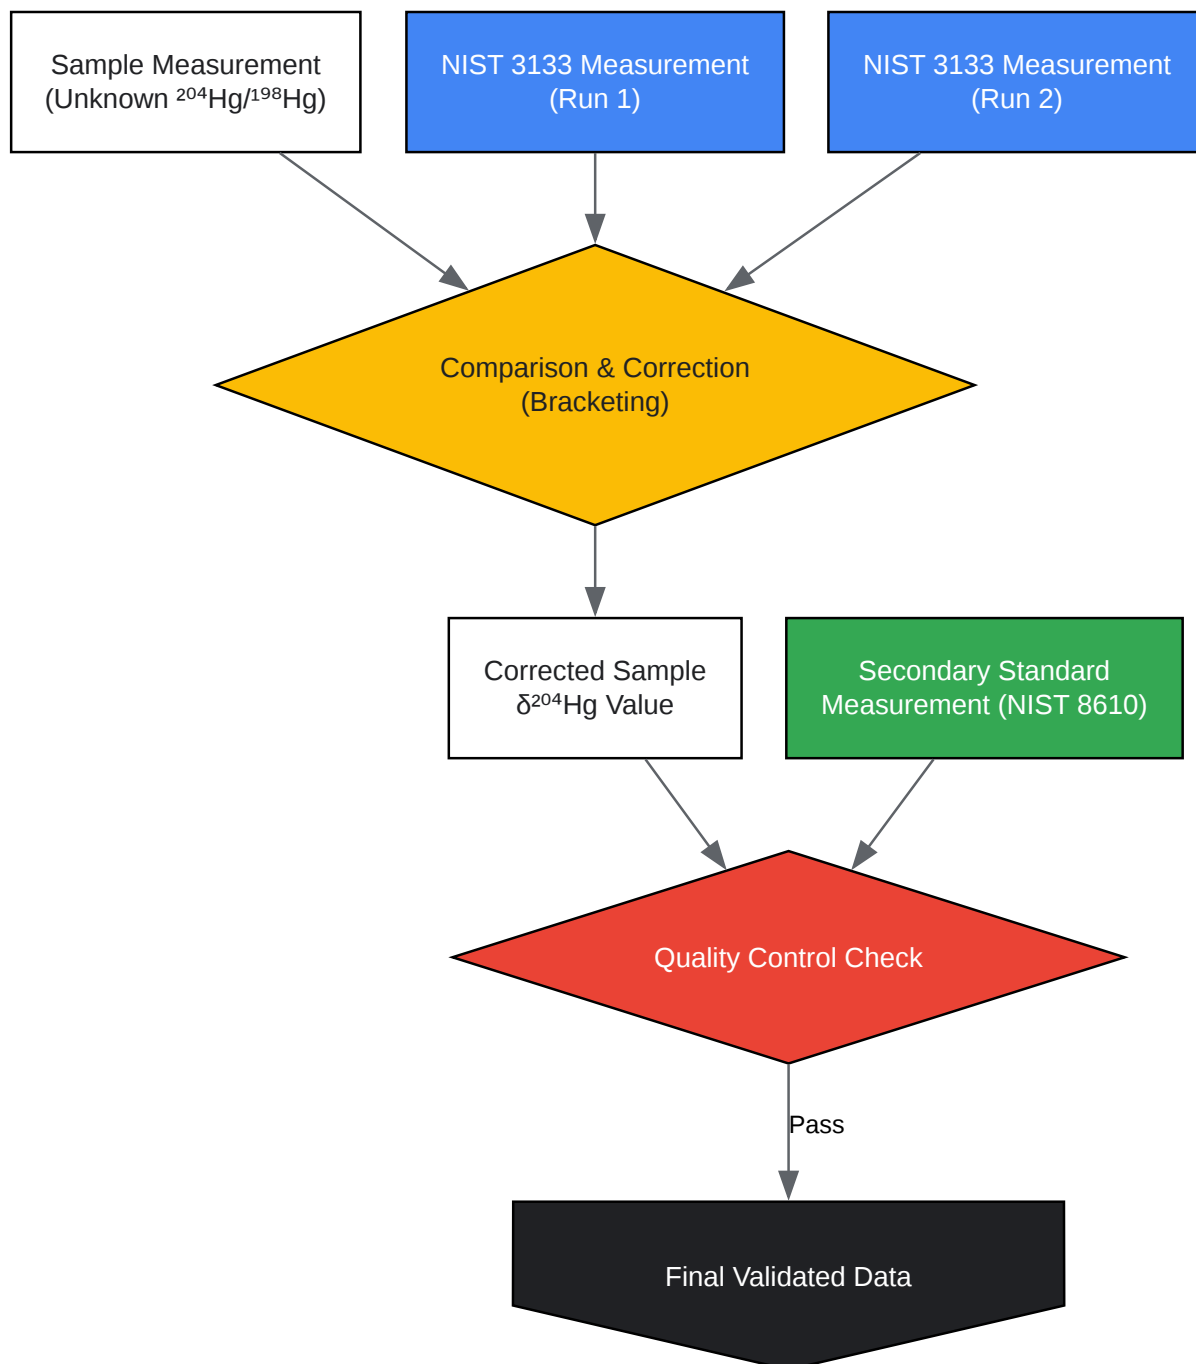 Sample Measurement
(Unknown ²⁰⁴Hg/¹⁹⁸Hg)
NIST 3133 Measurement
(Run 1)
NIST 3133 Measurement
(Run 2)
Comparison & Correction
(Bracketing)
Corrected Sample
δ²⁰⁴Hg Value
Secondary Standard
Measurement (NIST 8610)
Quality Control Check
Pass
Final Validated Data